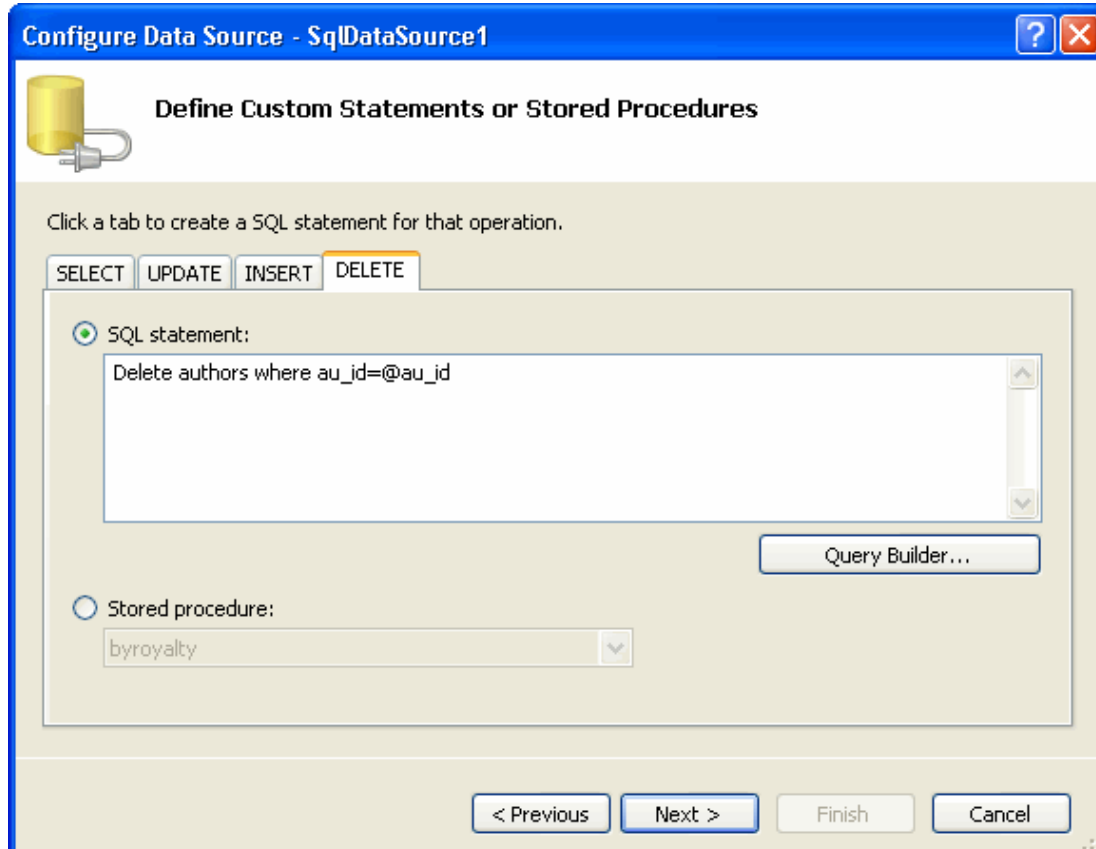 Configure Data Source - SqlDataSource1
Define Custom Statements or Stored Procedures
Click a tab to create a SQL statement for that operation.
SELECT UPDATE INSERT DELETE
SQL statement:
Delete authors where au_id=@au_id
Query Builder...
Stored procedure:
byroyalty
< Previous Next > Finish Cancel